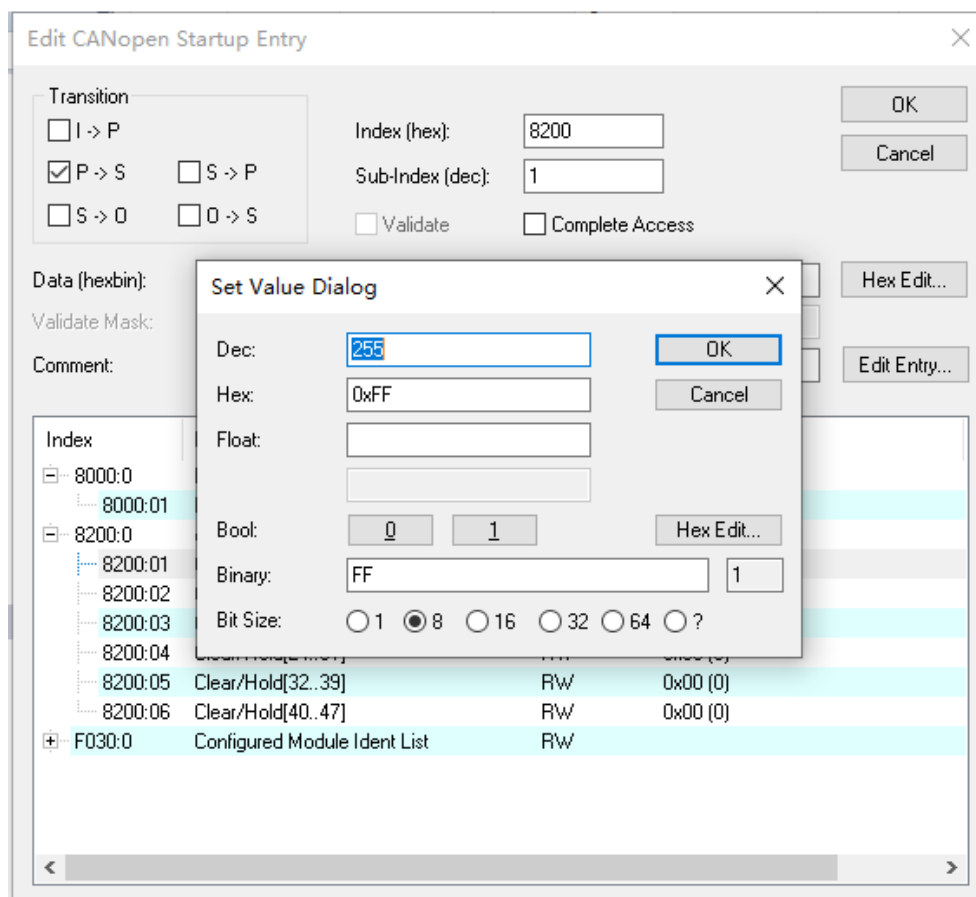 Edit CANopen Startup Entry
Transition
I -> P
P -> S
S -> P
S -> O
O -> S
Index (hex): 8200
Sub-Index (dec): 1
Validate
Complete Access
OK
Cancel
Data (hexbin):
Hex Edit...
Validate Mask:
Comment:
Edit Entry...
Set Value Dialog
Dec: 255
OK
Hex: 0xFF
Cancel
Float:
Bool: 0 1
Hex Edit...
Binary: FF 1
Bit Size: 1 8 16 32 64 ?
Index
8000:0
8000:01
8200:0
8200:01
8200:02
8200:03
8200:04
8200:05 Clear/Hold[32..39] RW 0x00 (0)
8200:06 Clear/Hold[40..47] RW 0x00 (0)
F030:0 Configured Module Ident List RW